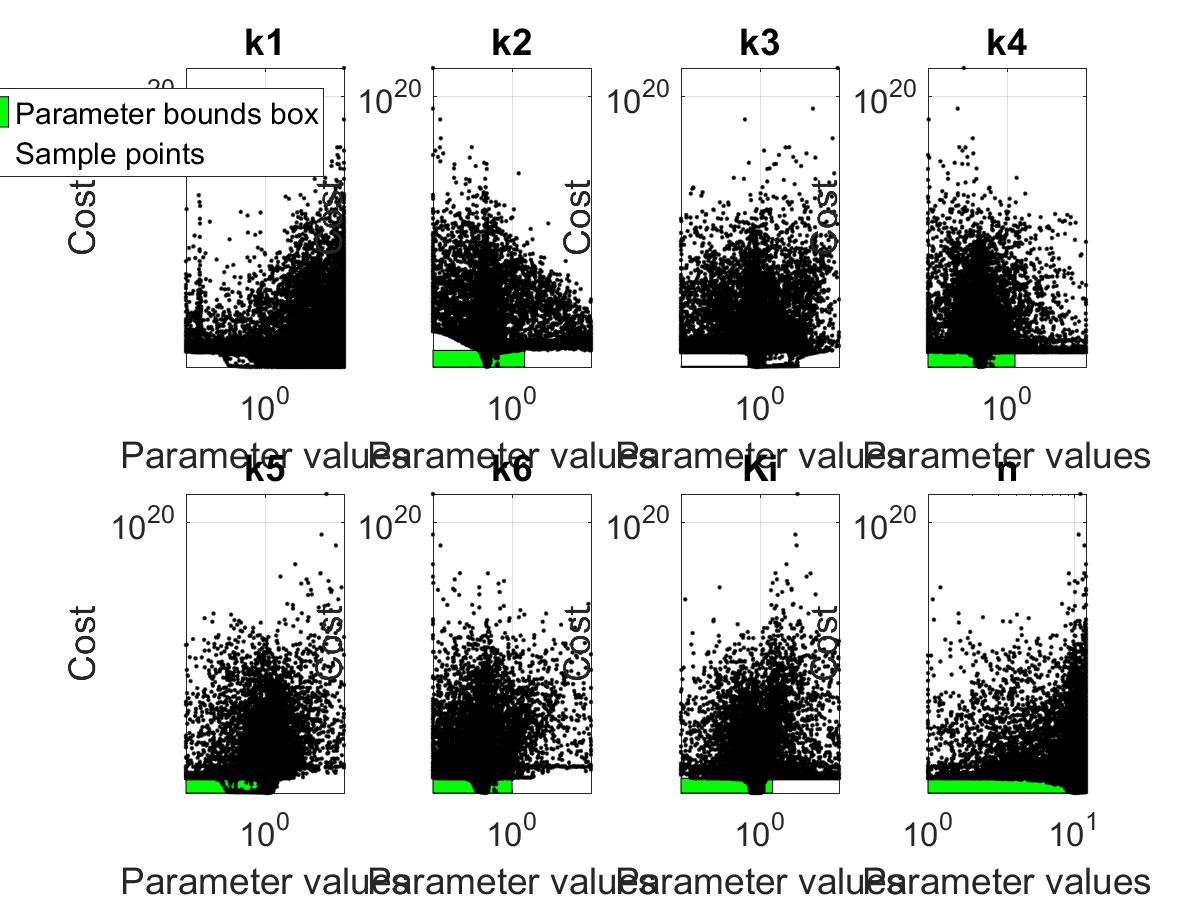 k1 k2 k3 k4
10^20 10^20 10^20
Parameter bounds box
Sample points
Cost Cost Cost Cost
10^0 10^0 10^0 10^0
Parameter values Parameter values Parameter values Parameter values
k5 k6 Ki n
10^20 10^20 10^20 10^20
Cost Cost Cost Cost
10^0 10^0 10^0 10^0 10^1
Parameter values Parameter values Parameter values Parameter values